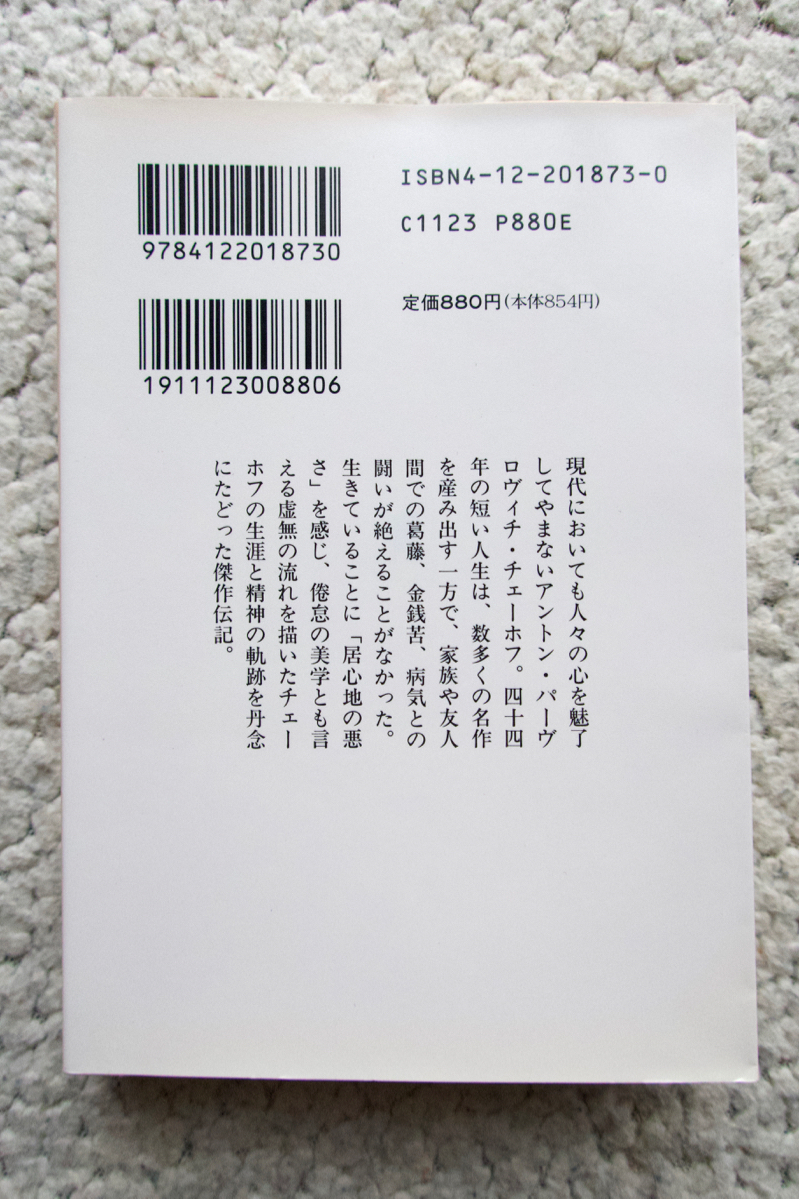 9784122018730
ISBN4-12-201873-0
C1123 P880E
定価880円(本体854円)
1911123008806
現代においても人々の心を魅了
してやまないアントン・パーヴ
ロヴィチ・チェーホフ。四十四
年の短い人生は、数多くの名作
を産み出す一方で、家族や友人
間での葛藤、金銭苦、病気との
闘いが絶えることがなかった。
生きていることに「居心地の悪
さ」を感じ、倦怠の美学とも言
える虚無の流れを描いたチェー
ホフの生涯と精神の軌跡を丹念
にたどった傑作伝記。